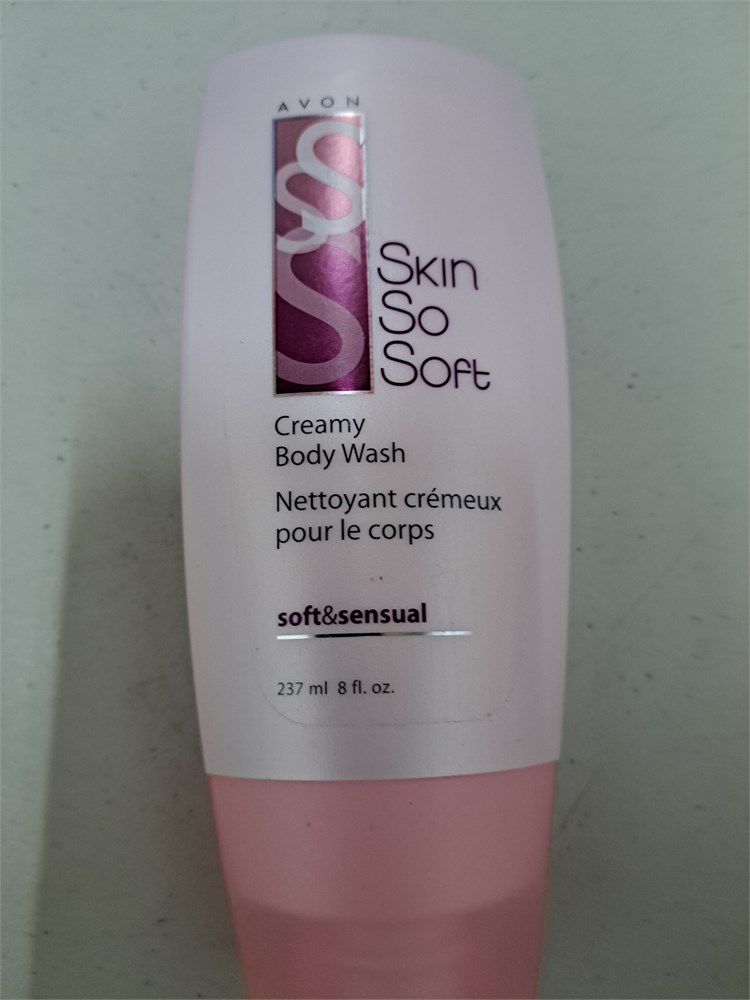 AVON
SSS
Skin
So
Soft
Creamy
Body Wash
Nettoyant crémeux
pour le corps
soft&sensual
237 ml 8 fl. oz.